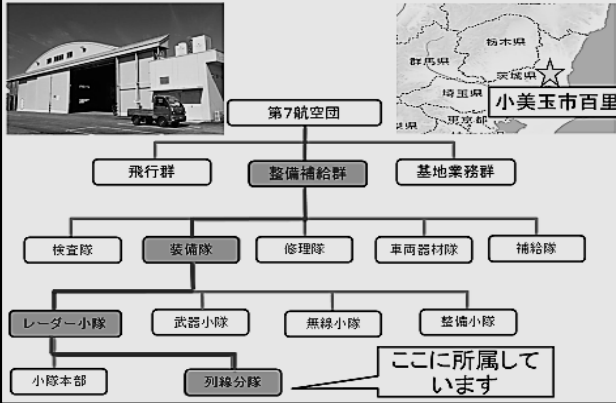 栃木県
群馬県
茨城県
埼玉県
小美玉市百里
東京都
県
第7航空団
飛行群
整備補給群
基地業務群
検査隊
装備隊
修理隊
車両器材隊
補給隊
レーダー小隊
武器小隊
無線小隊
整備小隊
小隊本部
列線分隊
ここに所属して
います